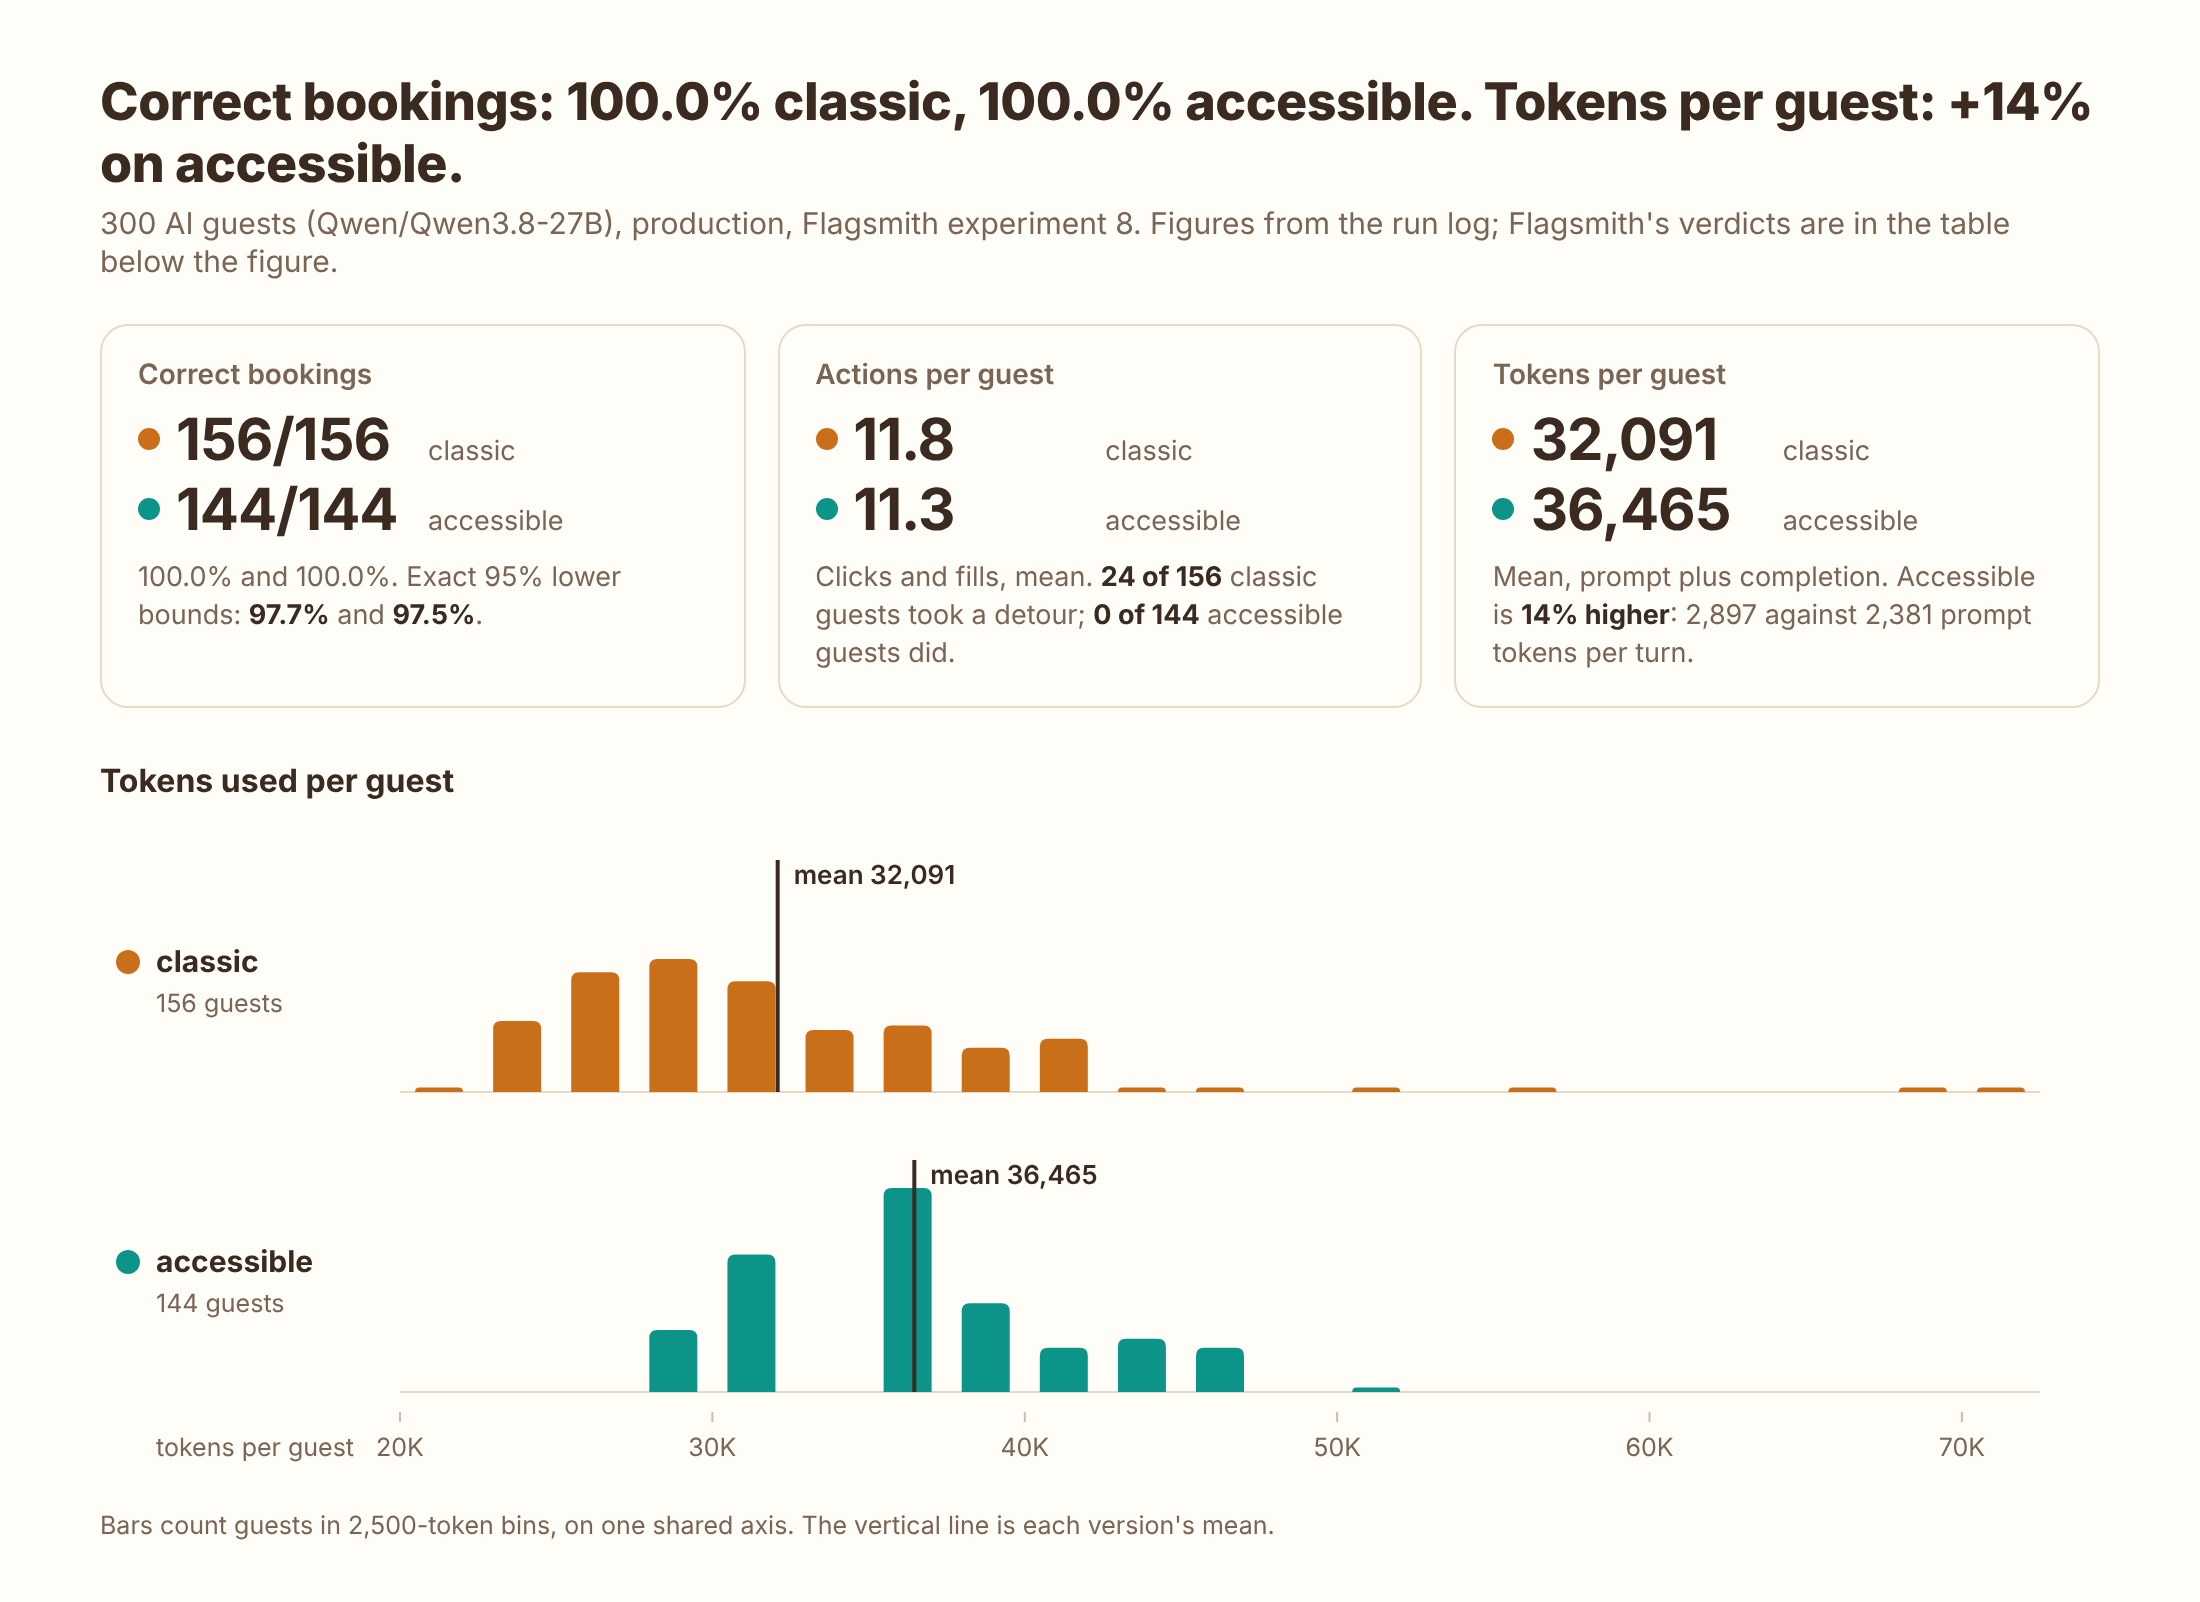 Correct bookings: 100.0% classic, 100.0% accessible. Tokens per guest: +14%
on accessible.
300 AI guests (Qwen/Qwen3.8-27B), production, Flagsmith experiment 8. Figures from the run log; Flagsmith's verdicts are in the table
below the figure.
Correct bookings
156/156 classic
144/144 accessible
100.0% and 100.0%. Exact 95% lower
bounds: 97.7% and 97.5%.
Actions per guest
11.8 classic
11.3 accessible
Clicks and fills, mean. 24 of 156 classic
guests took a detour; 0 of 144 accessible
guests did.
Tokens per guest
32,091 classic
36,465 accessible
Mean, prompt plus completion. Accessible
is 14% higher: 2,897 against 2,381 prompt
tokens per turn.
Tokens used per guest
mean 32,091
classic
156 guests
mean 36,465
accessible
144 guests
tokens per guest 20K 30K 40K 50K 60K 70K
Bars count guests in 2,500-token bins, on one shared axis. The vertical line is each version's mean.